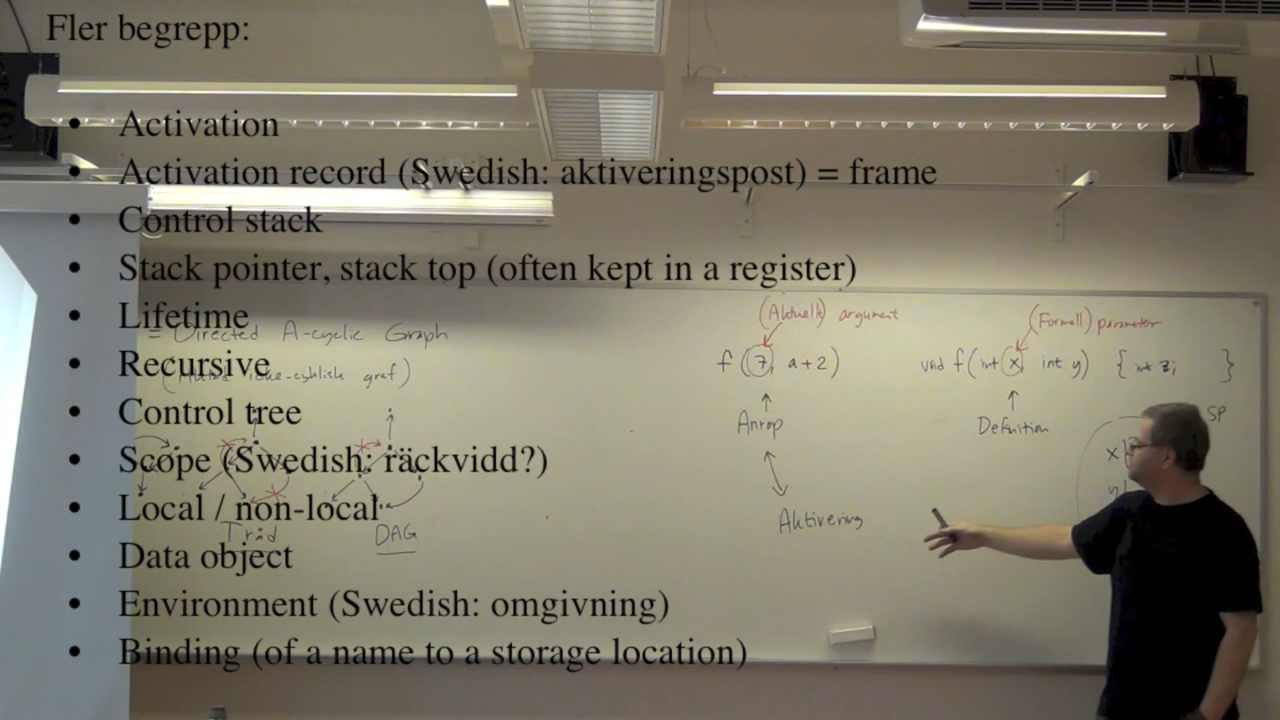 Fler begrepp:
• Activation
• Activation record (Swedish: aktiveringspost) = frame
• Control stack
• Stack pointer, stack top (often kept in a register)
• Lifetime
• Recursive
• Control tree
• Scope (Swedish: räckvidd?)
• Local / non-local
• Data object
• Environment (Swedish: omgivning)
• Binding (of a name to a storage location)
= Directed A-cyclic Graph
icke-cyklisk graf)
Träd
DAG
(Aktuellt) argument
f (7, a+2)
Anrop
Aktivering
(Formell) parameter
void f(int x, int y) { int z; }
Definition
SP
x